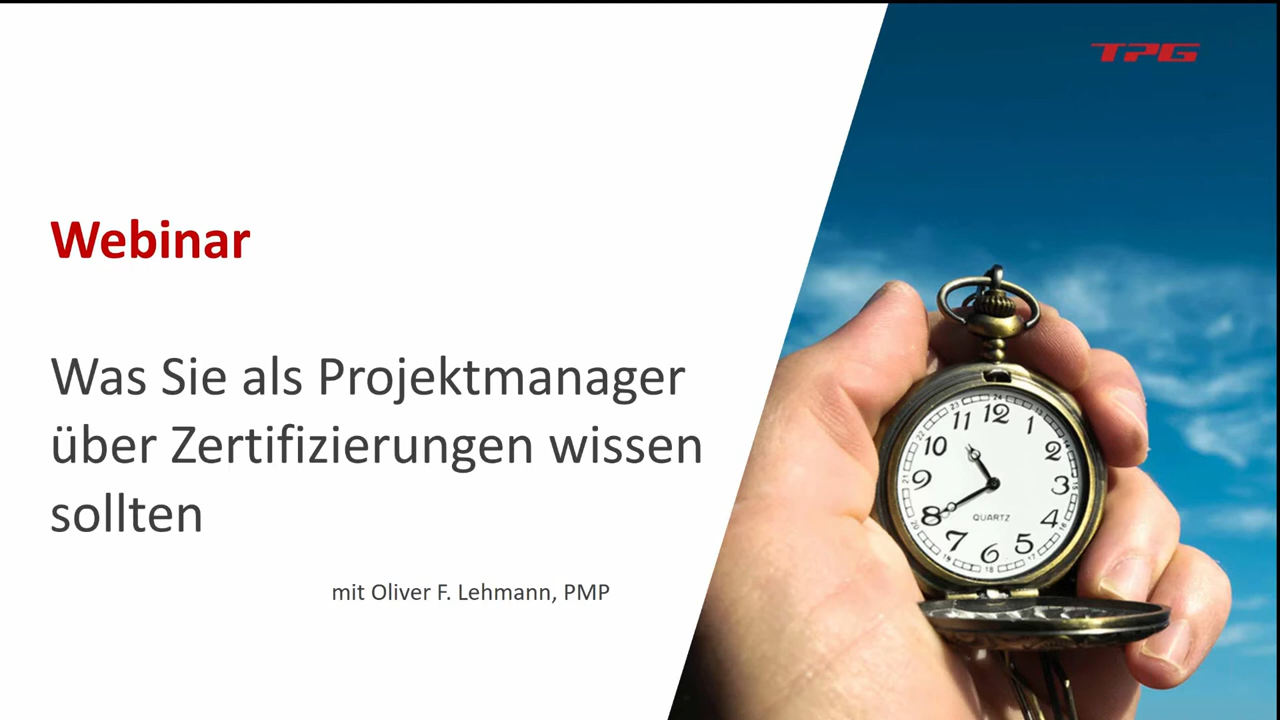 TPG
Webinar
Was Sie als Projektmanager
über Zertifizierungen wissen
sollten
mit Oliver F. Lehmann, PMP
12
1
2
3
4
5
6
7
8
9
10
11
QUARTZ